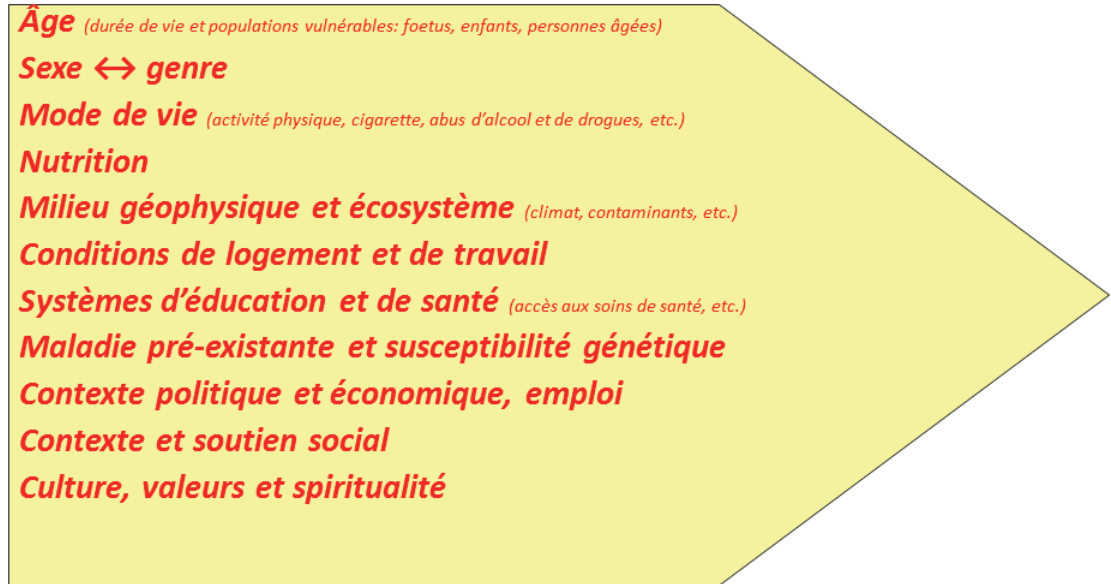 Âge (durée de vie et populations vulnérables: foetus, enfants, personnes âgées)
Sexe ↔ genre
Mode de vie (activité physique, cigarette, abus d'alcool et de drogues, etc.)
Nutrition
Milieu géophysique et écosystème (climat, contaminants, etc.)
Conditions de logement et de travail
Systèmes d'éducation et de santé (accès aux soins de santé, etc.)
Maladie pré-existante et susceptibilité génétique
Contexte politique et économique, emploi
Contexte et soutien social
Culture, valeurs et spiritualité